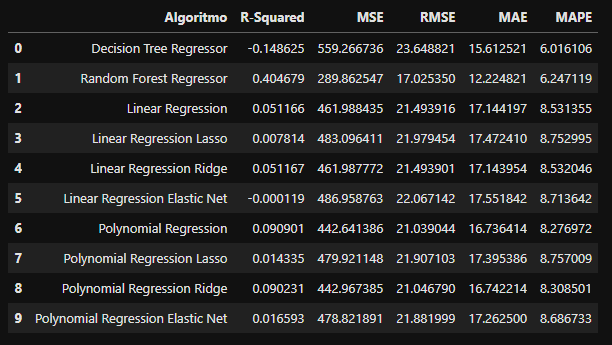 Algoritmo R-Squared MSE RMSE MAE MAPE
0 Decision Tree Regressor -0.148625 559.266736 23.648821 15.612521 6.016106
1 Random Forest Regressor 0.404679 289.862547 17.025350 12.224821 6.247119
2 Linear Regression 0.051166 461.988435 21.493916 17.144197 8.531355
3 Linear Regression Lasso 0.007814 483.096411 21.979454 17.472410 8.752995
4 Linear Regression Ridge 0.051167 461.987772 21.493901 17.143954 8.532046
5 Linear Regression Elastic Net -0.000119 486.958763 22.067142 17.551842 8.713642
6 Polynomial Regression 0.090901 442.641386 21.039044 16.736414 8.276972
7 Polynomial Regression Lasso 0.014335 479.921148 21.907103 17.395386 8.757009
8 Polynomial Regression Ridge 0.090231 442.967385 21.046790 16.742214 8.308501
9 Polynomial Regression Elastic Net 0.016593 478.821891 21.881999 17.262500 8.686733